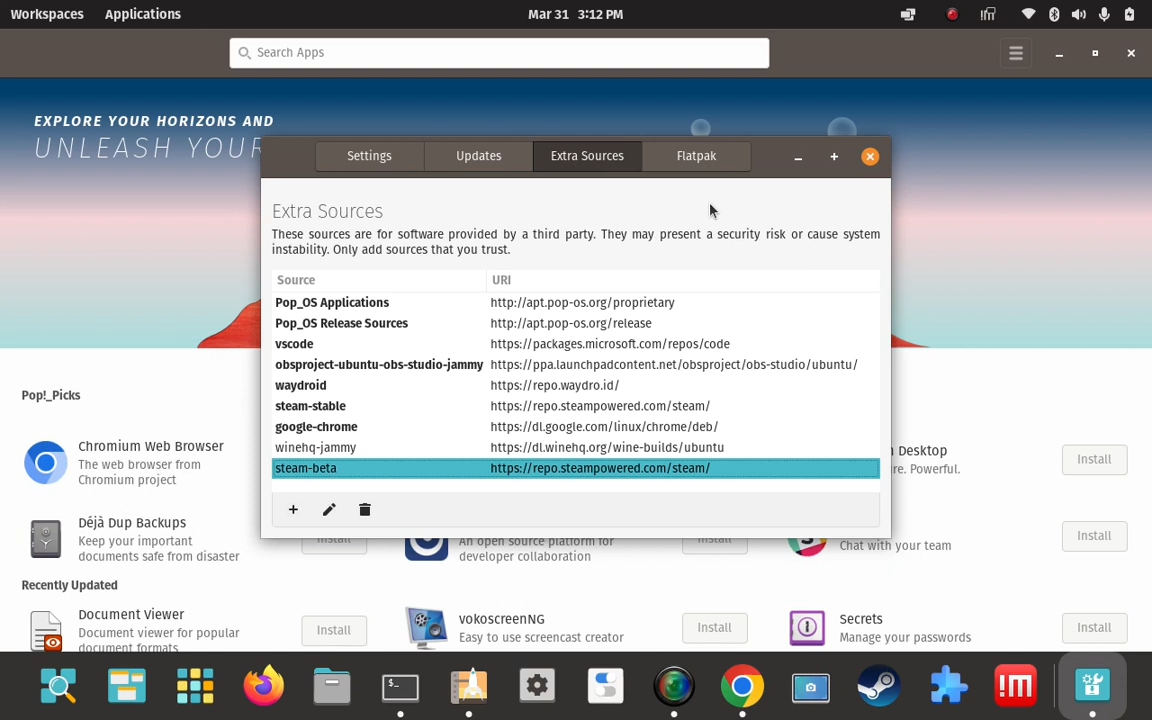 Workspaces Applications Mar 31 3:12 PM
Search Apps
EXPLORE YOUR HORIZONS AND
UNLEASH YOUR
Settings Updates Extra Sources Flatpak
Extra Sources
These sources are for software provided by a third party. They may present a security risk or cause system
instability. Only add sources that you trust.
Source URI
Pop_OS Applications http://apt.pop-os.org/proprietary
Pop_OS Release Sources http://apt.pop-os.org/release
vscode https://packages.microsoft.com/repos/code
obsproject-ubuntu-obs-studio-jammy https://ppa.launchpadcontent.net/obsproject/obs-studio/ubuntu/
waydroid https://repo.waydro.id/
steam-stable https://repo.steampowered.com/steam/
google-chrome https://dl.google.com/linux/chrome/deb/
winehq-jammy https://dl.winehq.org/wine-builds/ubuntu
steam-beta https://repo.steampowered.com/steam/
Pop!_Picks
Chromium Web Browser
The web browser from
Chromium project
Desktop
Powerful.
Install
Déjà Dup Backups
Keep your important
documents safe from disaster
Install
An open source platform for
developer collaboration
Install
Chat with your team
Install
Recently Updated
Document Viewer
Document viewer for popular
document formats
Install
vokoscreenNG
Easy to use screencast creator
Install
Secrets
Manage your passwords
Install